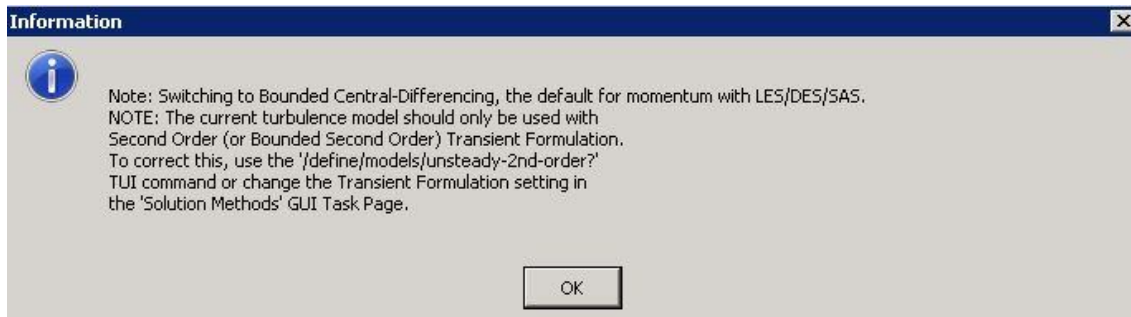 Information
Note: Switching to Bounded Central-Differencing, the default for momentum with LES/DES/SAS.
NOTE: The current turbulence model should only be used with
Second Order (or Bounded Second Order) Transient Formulation.
To correct this, use the '/define/models/unsteady-2nd-order?'
TUI command or change the Transient Formulation setting in
the 'Solution Methods' GUI Task Page.
OK